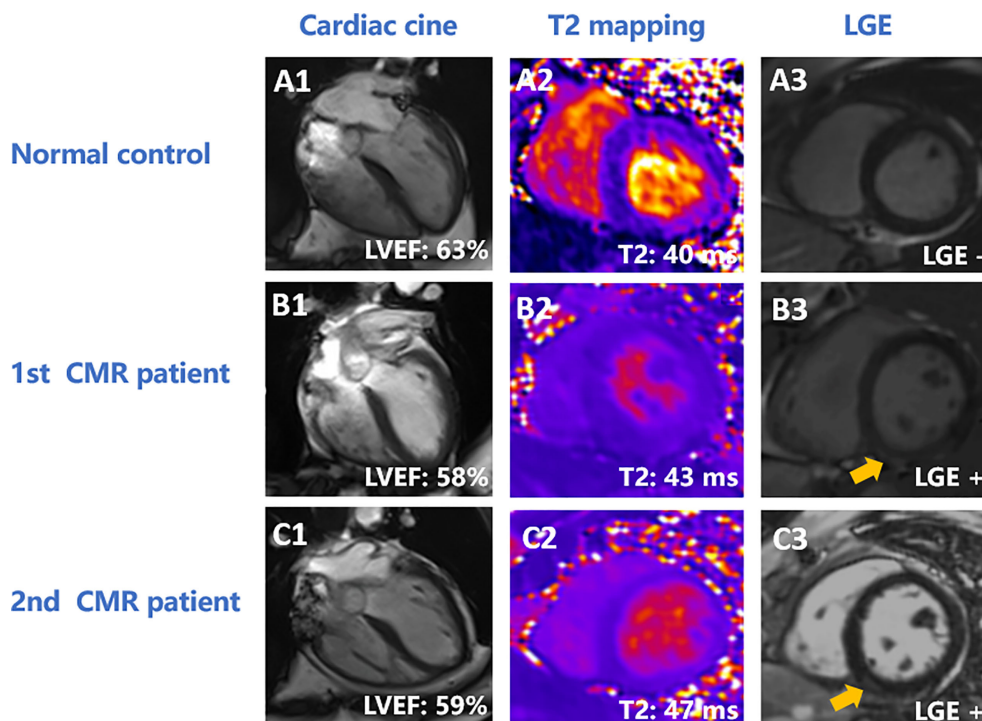 Cardiac cine T2 mapping LGE
Normal control
A1 A2 A3
LVEF: 63% T2: 40 ms LGE -
1st CMR patient
B1 B2 B3
LVEF: 58% T2: 43 ms LGE +
2nd CMR patient
C1 C2 C3
LVEF: 59% T2: 47 ms LGE +